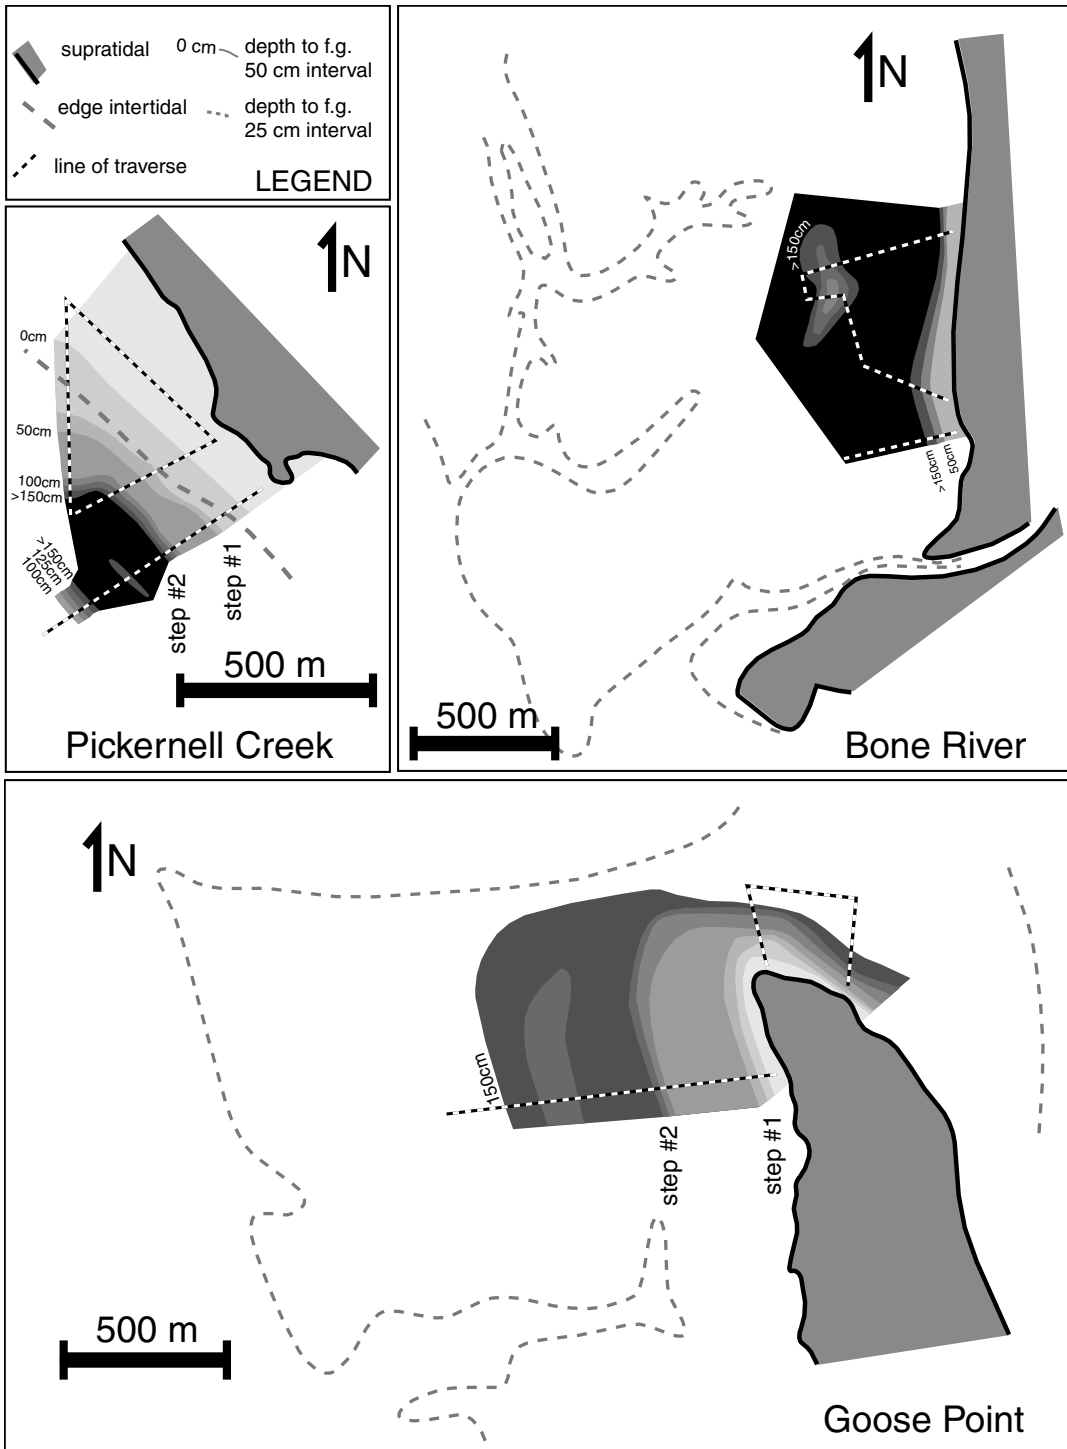 supratidal
0 cm
depth to f.g.
50 cm interval
edge intertidal
depth to f.g.
25 cm interval
line of traverse
LEGEND
N
0cm
50cm
100cm
>150cm
>150cm
125cm
100cm
step #2
step #1
500 m
Pickernell Creek
N
>150cm
>150cm
50cm
500 m
Bone River
N
150cm
step #2
step #1
500 m
Goose Point